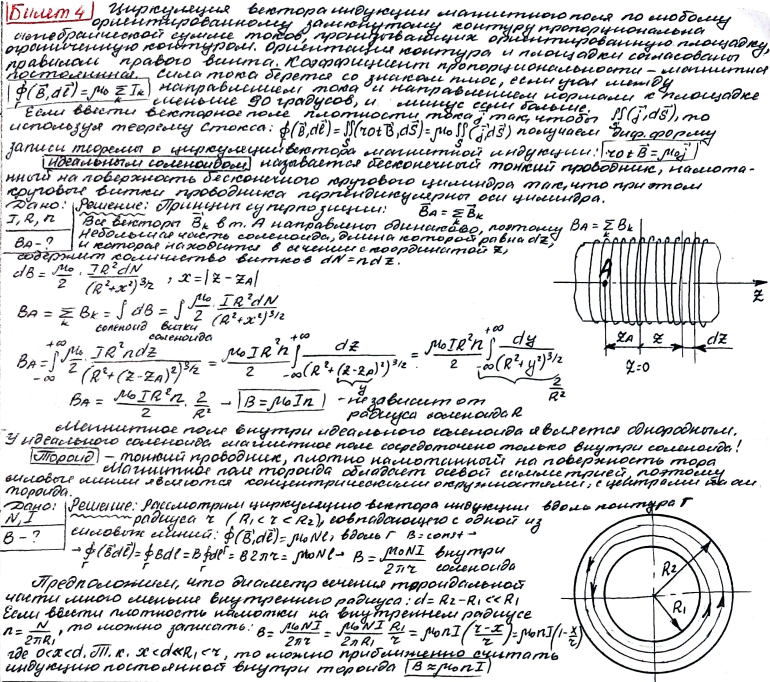 Билет 4 Циркуляция вектора индукции магнитного поля по любому
ориентированному замкнутому контуру пропорциональна
алгебраической сумме токов, пронизывающих ориентированную площадку,
ограниченную контуром. Ориентация контура и площадки согласованы
правилом правого винта. Коэффициент пропорциональности – магнитная
постоянная. Сила тока берется со знаком плюс, если угол между
∮(B⃗,dℓ⃗) = μ₀ Σ Iₖ направлением тока и направлением нормали к площадке
меньше 90 градусов, и минус если больше.
Если ввести векторное поле плотности тока j⃗ так, чтобы ∬(j⃗,dS⃗), то
используя теорему Стокса: ∮(B⃗,dℓ⃗) = ∬(rot B⃗,dS⃗) = μ₀∬(j⃗,dS⃗) получаем дифф. форму
записи теоремы о циркуляции вектора магнитной индукции: rot B⃗ = μ₀j⃗
Идеальным соленоидом называется бесконечный тонкий проводник, намота-
нный на поверхность бесконечного кругового цилиндра так, что при этом
круговые витки проводника перпендикулярны оси цилиндра.
Дано: Решение: Принцип суперпозиции: B⃗_A = Σ B⃗ₖ
I, R, n Все векторы B⃗ₖ в т. A направлены одинаково, поэтому B_A = Σ Bₖ
небольшая часть соленоида, длина которой равна dz,
B_A - ? и которая находится в сечении с координатой z,
содержит количество витков dN = ndz.
dB = μ₀/2 · IR²dN/(R²+x²)^3/2 , x = |z - z_A|
B_A = Σ Bₖ = ∫ dB = ∫ μ₀/2 · IR²dN/(R²+x²)^3/2
соленоид витки соленоида
B_A = ∫_{-∞}^{+∞} μ₀/2 · IR²ndz/(R²+(z-z_A)²)^3/2 = μ₀IR²n/2 ∫_{-∞}^{+∞} dz/(R²+(z-z_A)²)^3/2 = μ₀IR²n/2 ∫_{-∞}^{+∞} dy/(R²+y²)^3/2
y 2/R²
B_A = μ₀IR²n/2 · 2/R² → B = μ₀In - не зависит от
радиуса соленоида R
A z
z_A z dz
z=0
Магнитное поле внутри идеального соленоида является однородным.
У идеального соленоида магнитное поле сосредоточено только внутри соленоида!
Тороид – тонкий проводник, плотно намотанный на поверхность тора
Магнитное поле тороида обладает осевой симметрией, поэтому
силовые линии являются концентрическими окружностями, с центрами на оси
тороида.
Дано: Решение: Рассмотрим циркуляцию вектора индукции вдоль контура Г
N, I радиуса r (R₁ < r < R₂), совпадающего с одной из
B - ? силовых линий: ∮(B⃗,dℓ⃗) = μ₀NI, вдоль Г B = const →
→ ∮(B⃗dℓ⃗) = ∮Bdℓ = B∮dℓ = B2πr = μ₀NI → B = μ₀NI/2πr внутри
соленоида
Предположим, что диаметр сечения тороидальной
части много меньше внутреннего радиуса: d = R₂-R₁ << R₁
Если ввести плотность намотки на внутреннем радиусе
n = N/2πR₁, то можно записать: B = μ₀NI/2πr = μ₀NI/2πR₁ · R₁/r = μ₀nI(r-x/r) = μ₀nI(1-x/r)
где 0<x<d. Т.к. x<d<<R₁<r, то можно приближенно считать
индукцию постоянной внутри тороида B ≈ μ₀nI
R₂
R₁